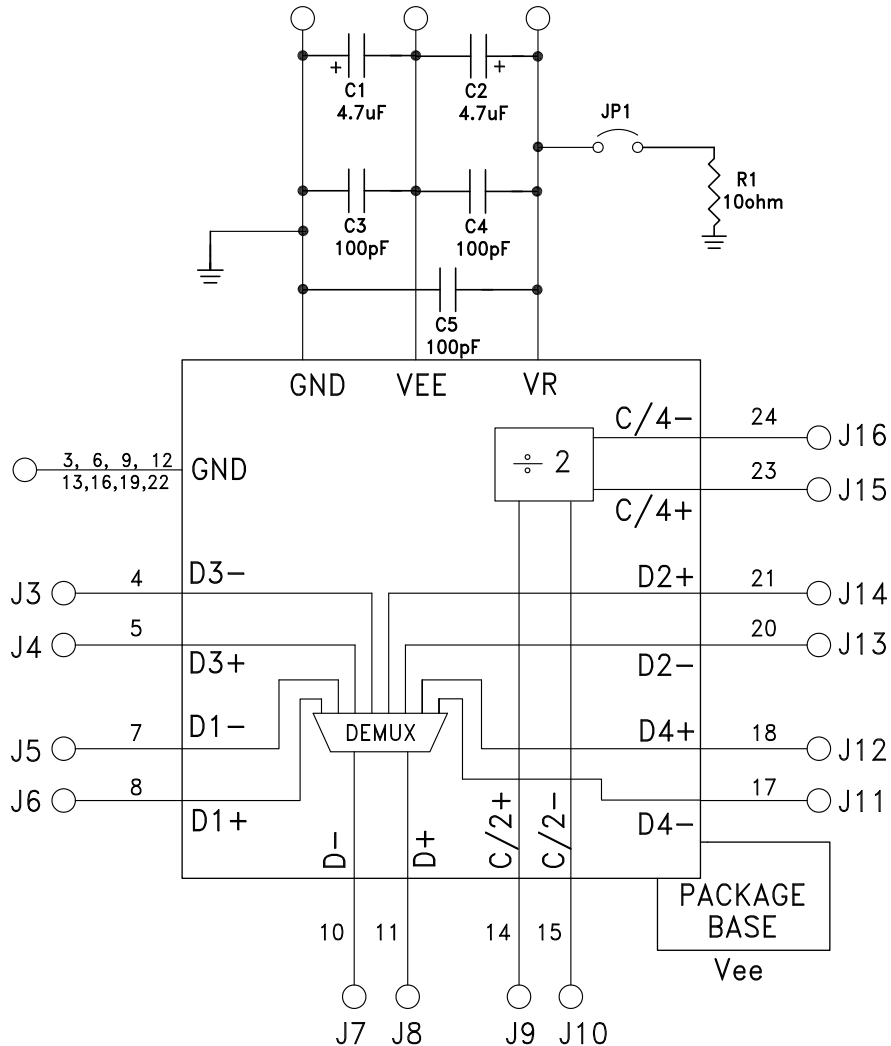 +
C1
4.7uF
+
C2
4.7uF
JP1
R1
10ohm
C3
100pF
C4
100pF
C5
100pF
GND
VEE
VR
C/4-
24
J16
÷ 2
3, 6, 9, 12
13,16,19,22
GND
23
J15
C/4+
J3
4
D3-
D2+
21
J14
J4
5
D3+
20
J13
D2-
J5
7
D1-
DEMUX
D4+
18
J12
J6
8
D1+
17
J11
D4-
D-
D+
C/2+
C/2-
PACKAGE
BASE
Vee
10
11
14
15
J7
J8
J9
J10